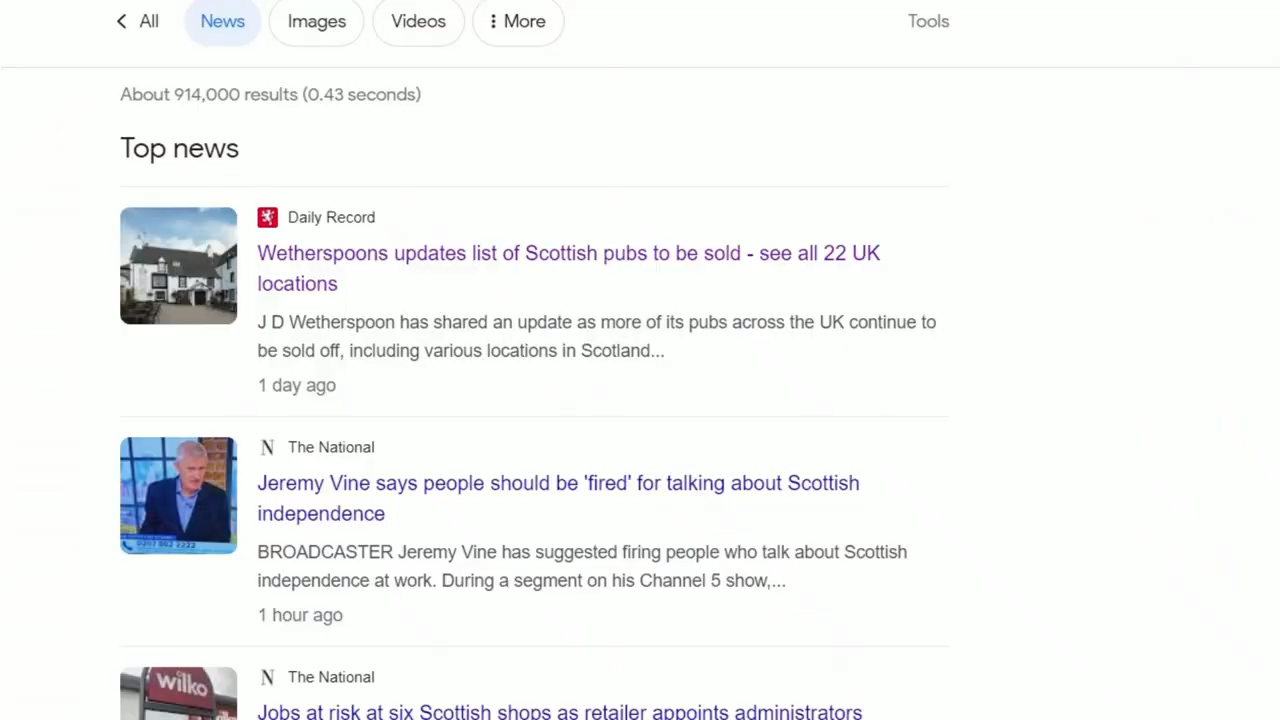 All
News
Images
Videos
More
Tools
About 914,000 results (0.43 seconds)
Top news
Daily Record
Wetherspoons updates list of Scottish pubs to be sold - see all 22 UK
locations
J D Wetherspoon has shared an update as more of its pubs across the UK continue to
be sold off, including various locations in Scotland...
1 day ago
N The National
Jeremy Vine says people should be 'fired' for talking about Scottish
independence
BROADCASTER Jeremy Vine has suggested firing people who talk about Scottish
independence at work. During a segment on his Channel 5 show,...
1 hour ago
wilko
N The National
Jobs at risk at six Scottish shops as retailer appoints administrators